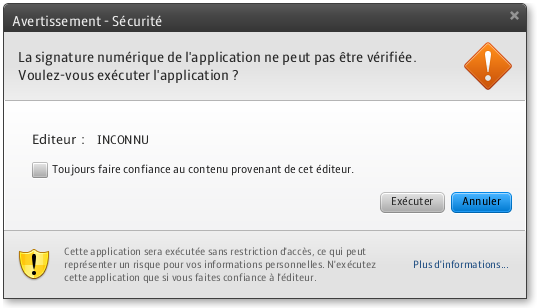 Avertissement - Sécurité
La signature numérique de l'application ne peut pas être vérifiée.
Voulez-vous exécuter l'application ?
Editeur : INCONNU
Toujours faire confiance au contenu provenant de cet éditeur.
Exécuter Annuler
Cette application sera exécutée sans restriction d'accès, ce qui peut
représenter un risque pour vos informations personnelles. N'exécutez
cette application que si vous faites confiance à l'éditeur.
Plus d'informations...